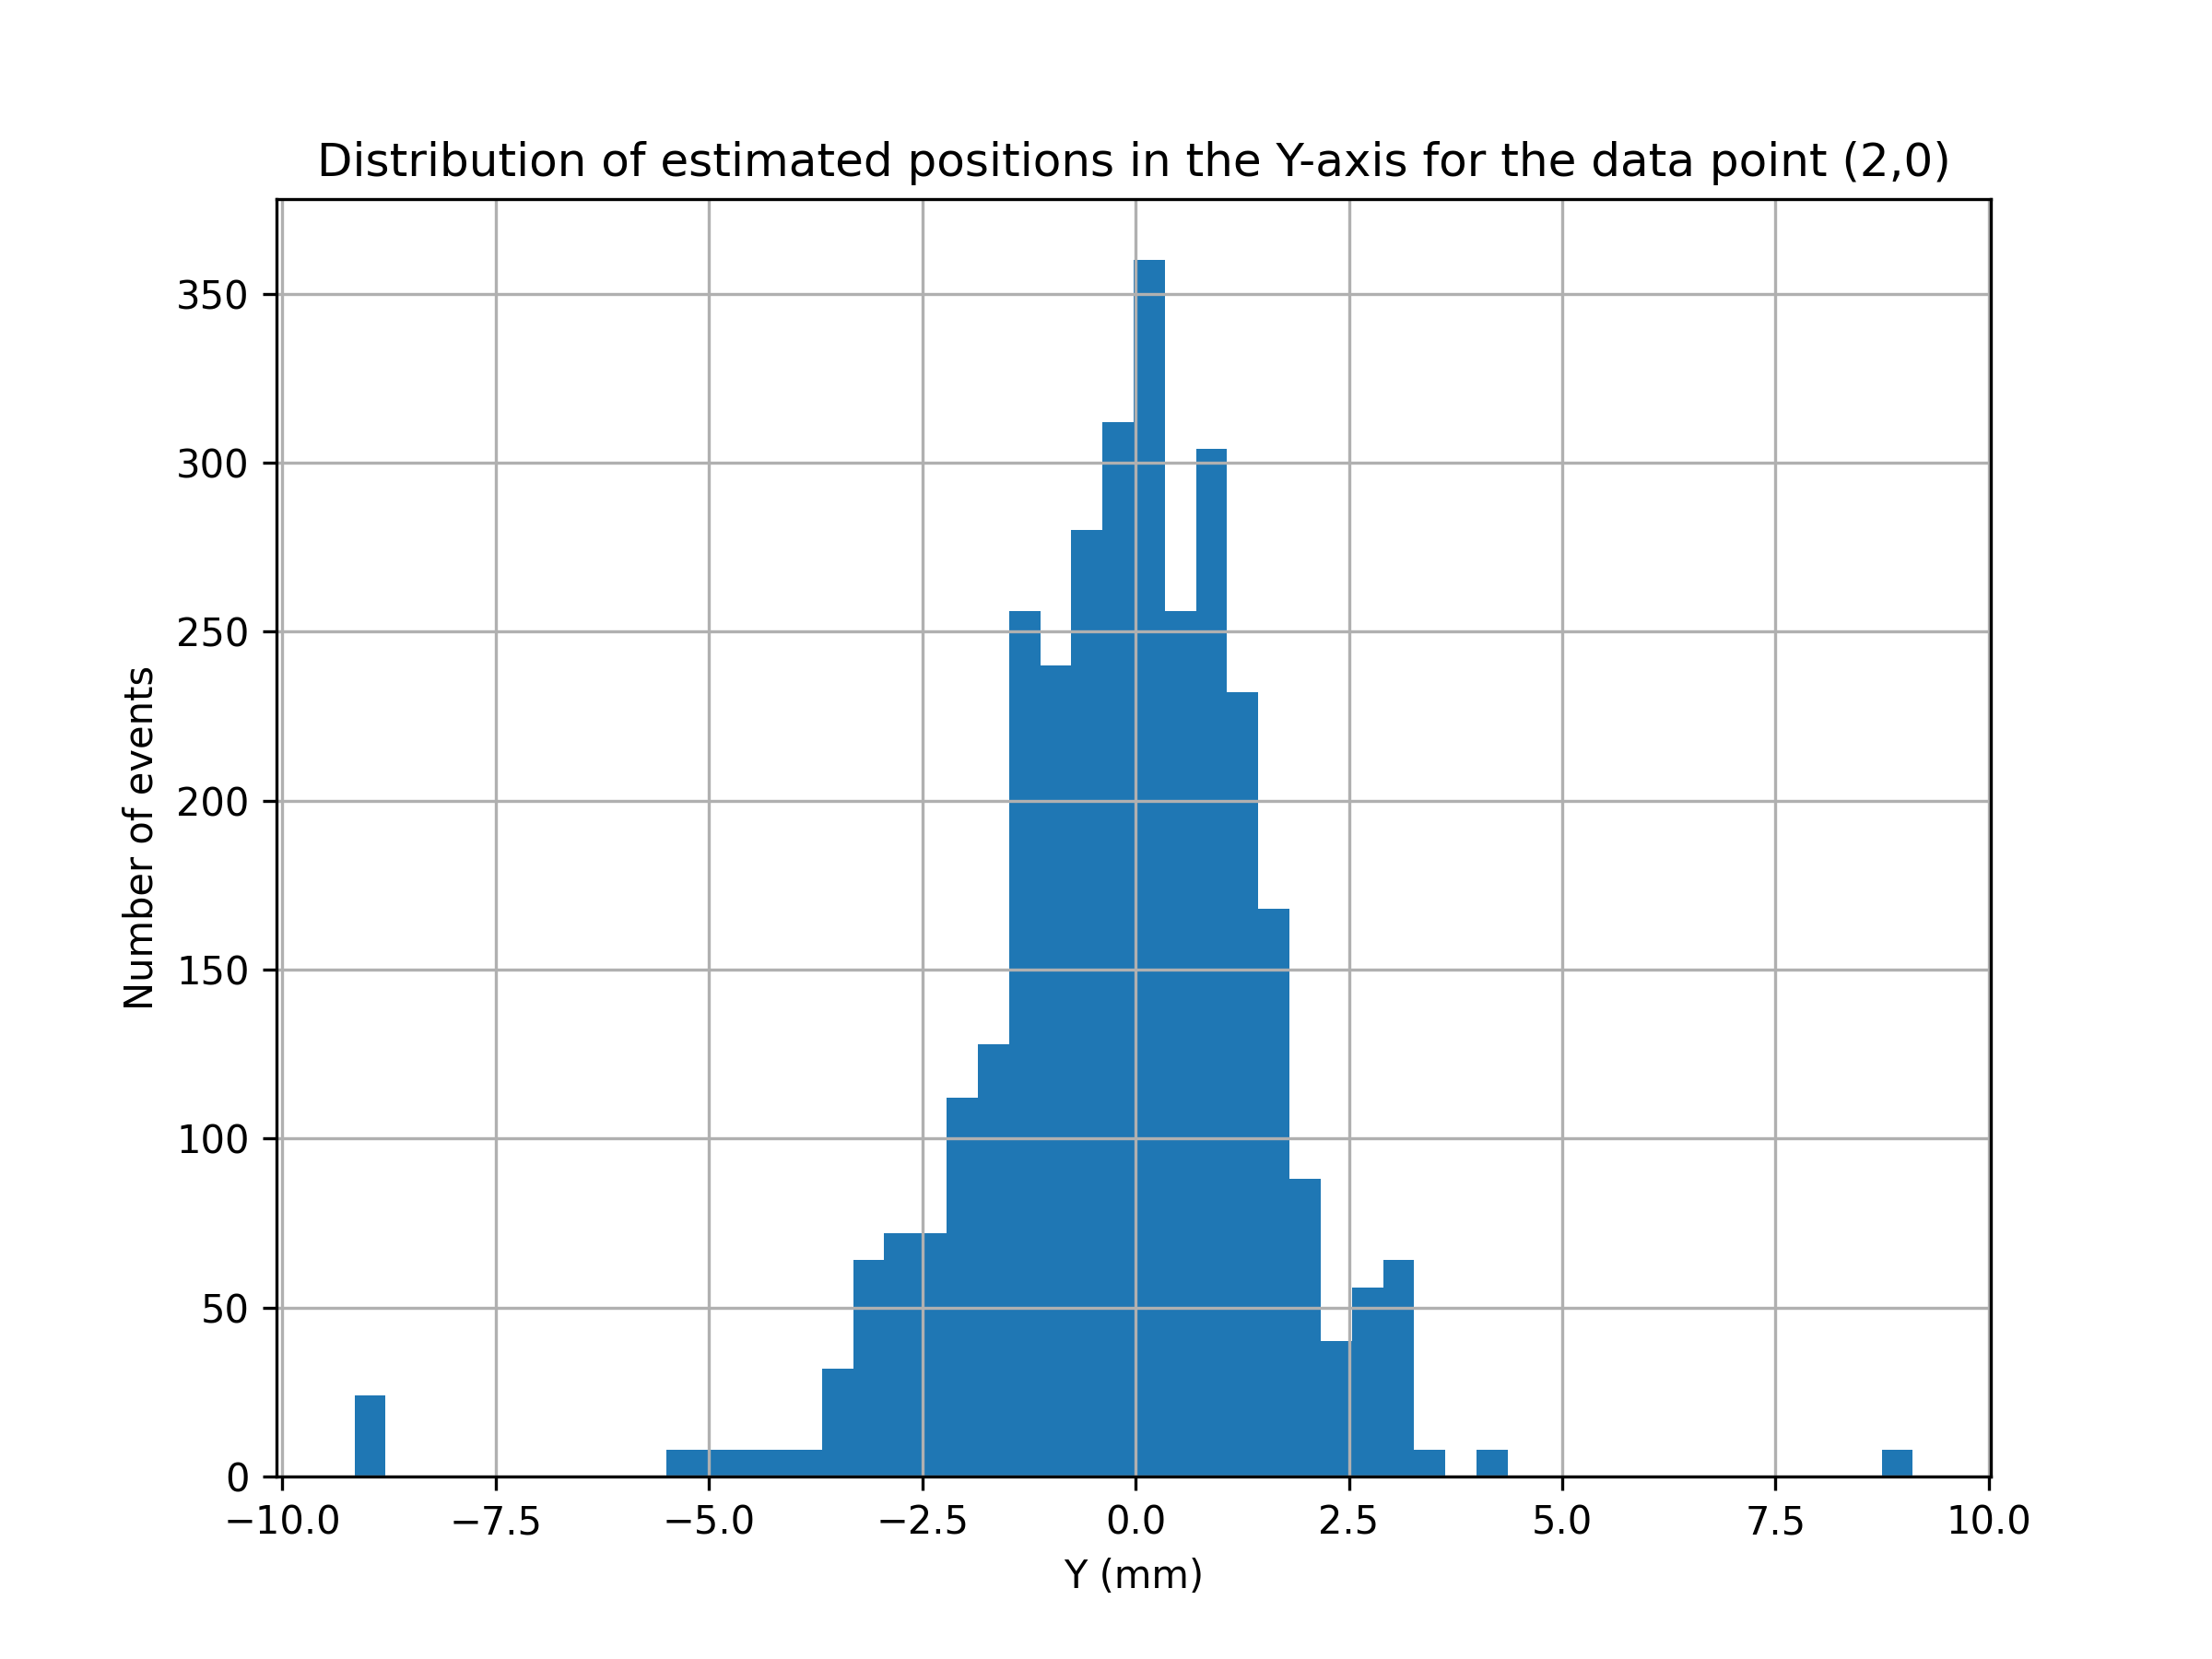 Distribution of estimated positions in the Y-axis for the data point (2,0)
350
300
250
200
150
100
50
0
Number of events
−10.0 −7.5 −5.0 −2.5 0.0 2.5 5.0 7.5 10.0
Y (mm)